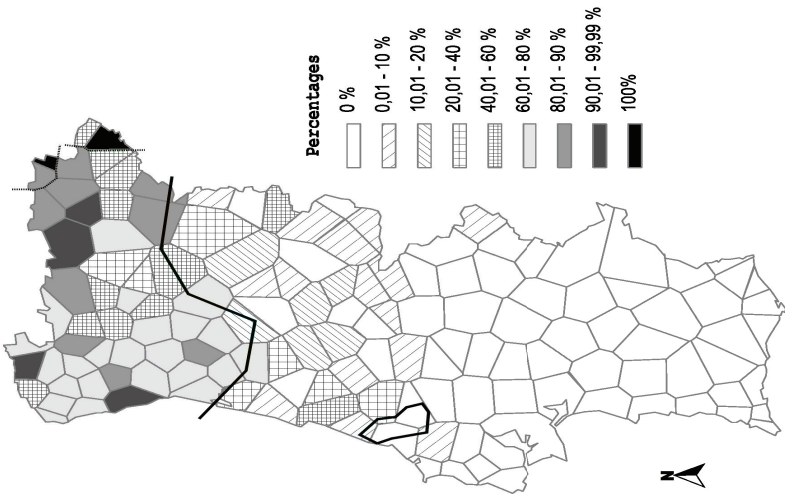 Percentages
0 %
0,01 - 10 %
10,01 - 20 %
20,01 - 40 %
40,01 - 60 %
60,01 - 80 %
80,01 - 90 %
90,01 - 99,99 %
100%
N